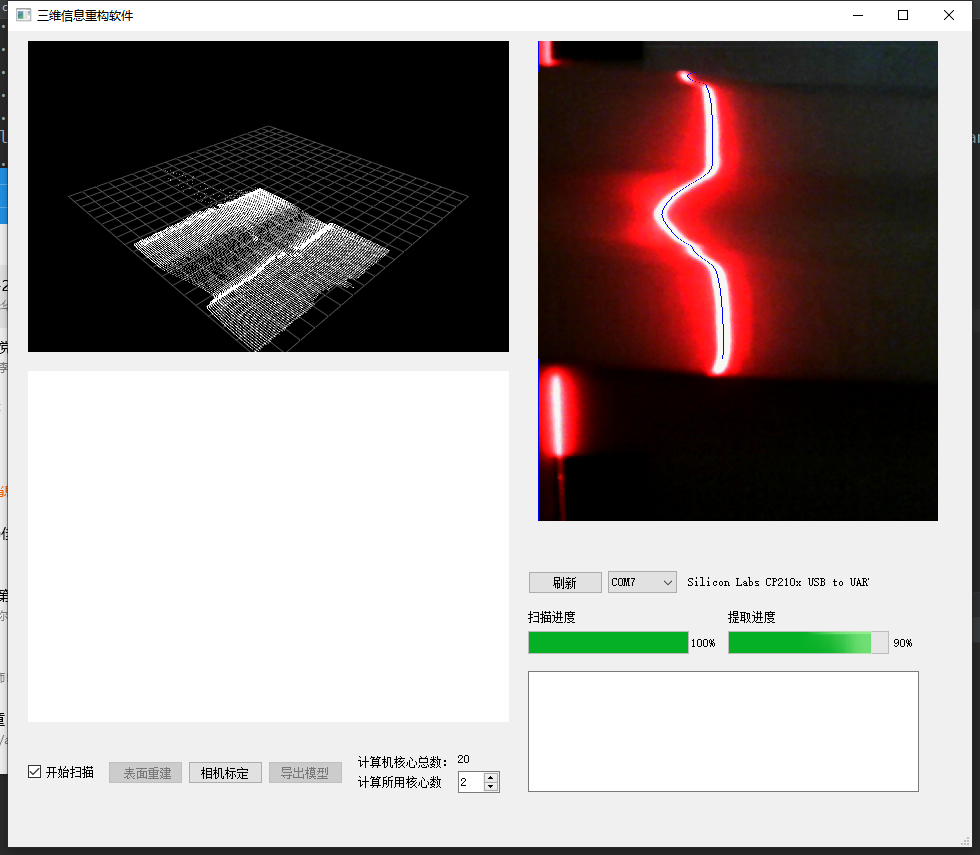 三维信息重构软件
刷新
COM7
Silicon Labs CP210x USB to UAR
扫描进度
提取进度
100%
90%
开始扫描
表面重建
相机标定
导出模型
计算机核心总数：
20
计算所用核心数
2